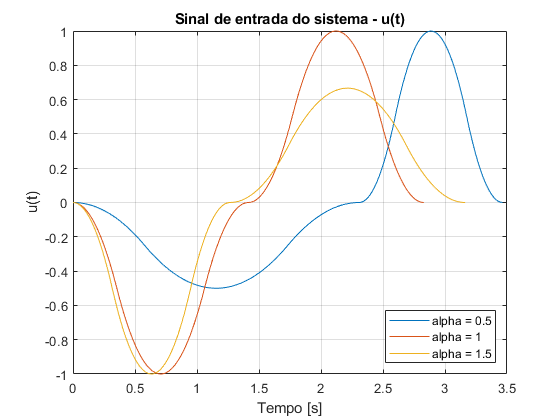 Sinal de entrada do sistema - u(t)
1
0.8
0.6
0.4
0.2
0
-0.2
-0.4
-0.6
-0.8
-1
u(t)
alpha = 0.5
alpha = 1
alpha = 1.5
0 0.5 1 1.5 2 2.5 3 3.5
Tempo [s]